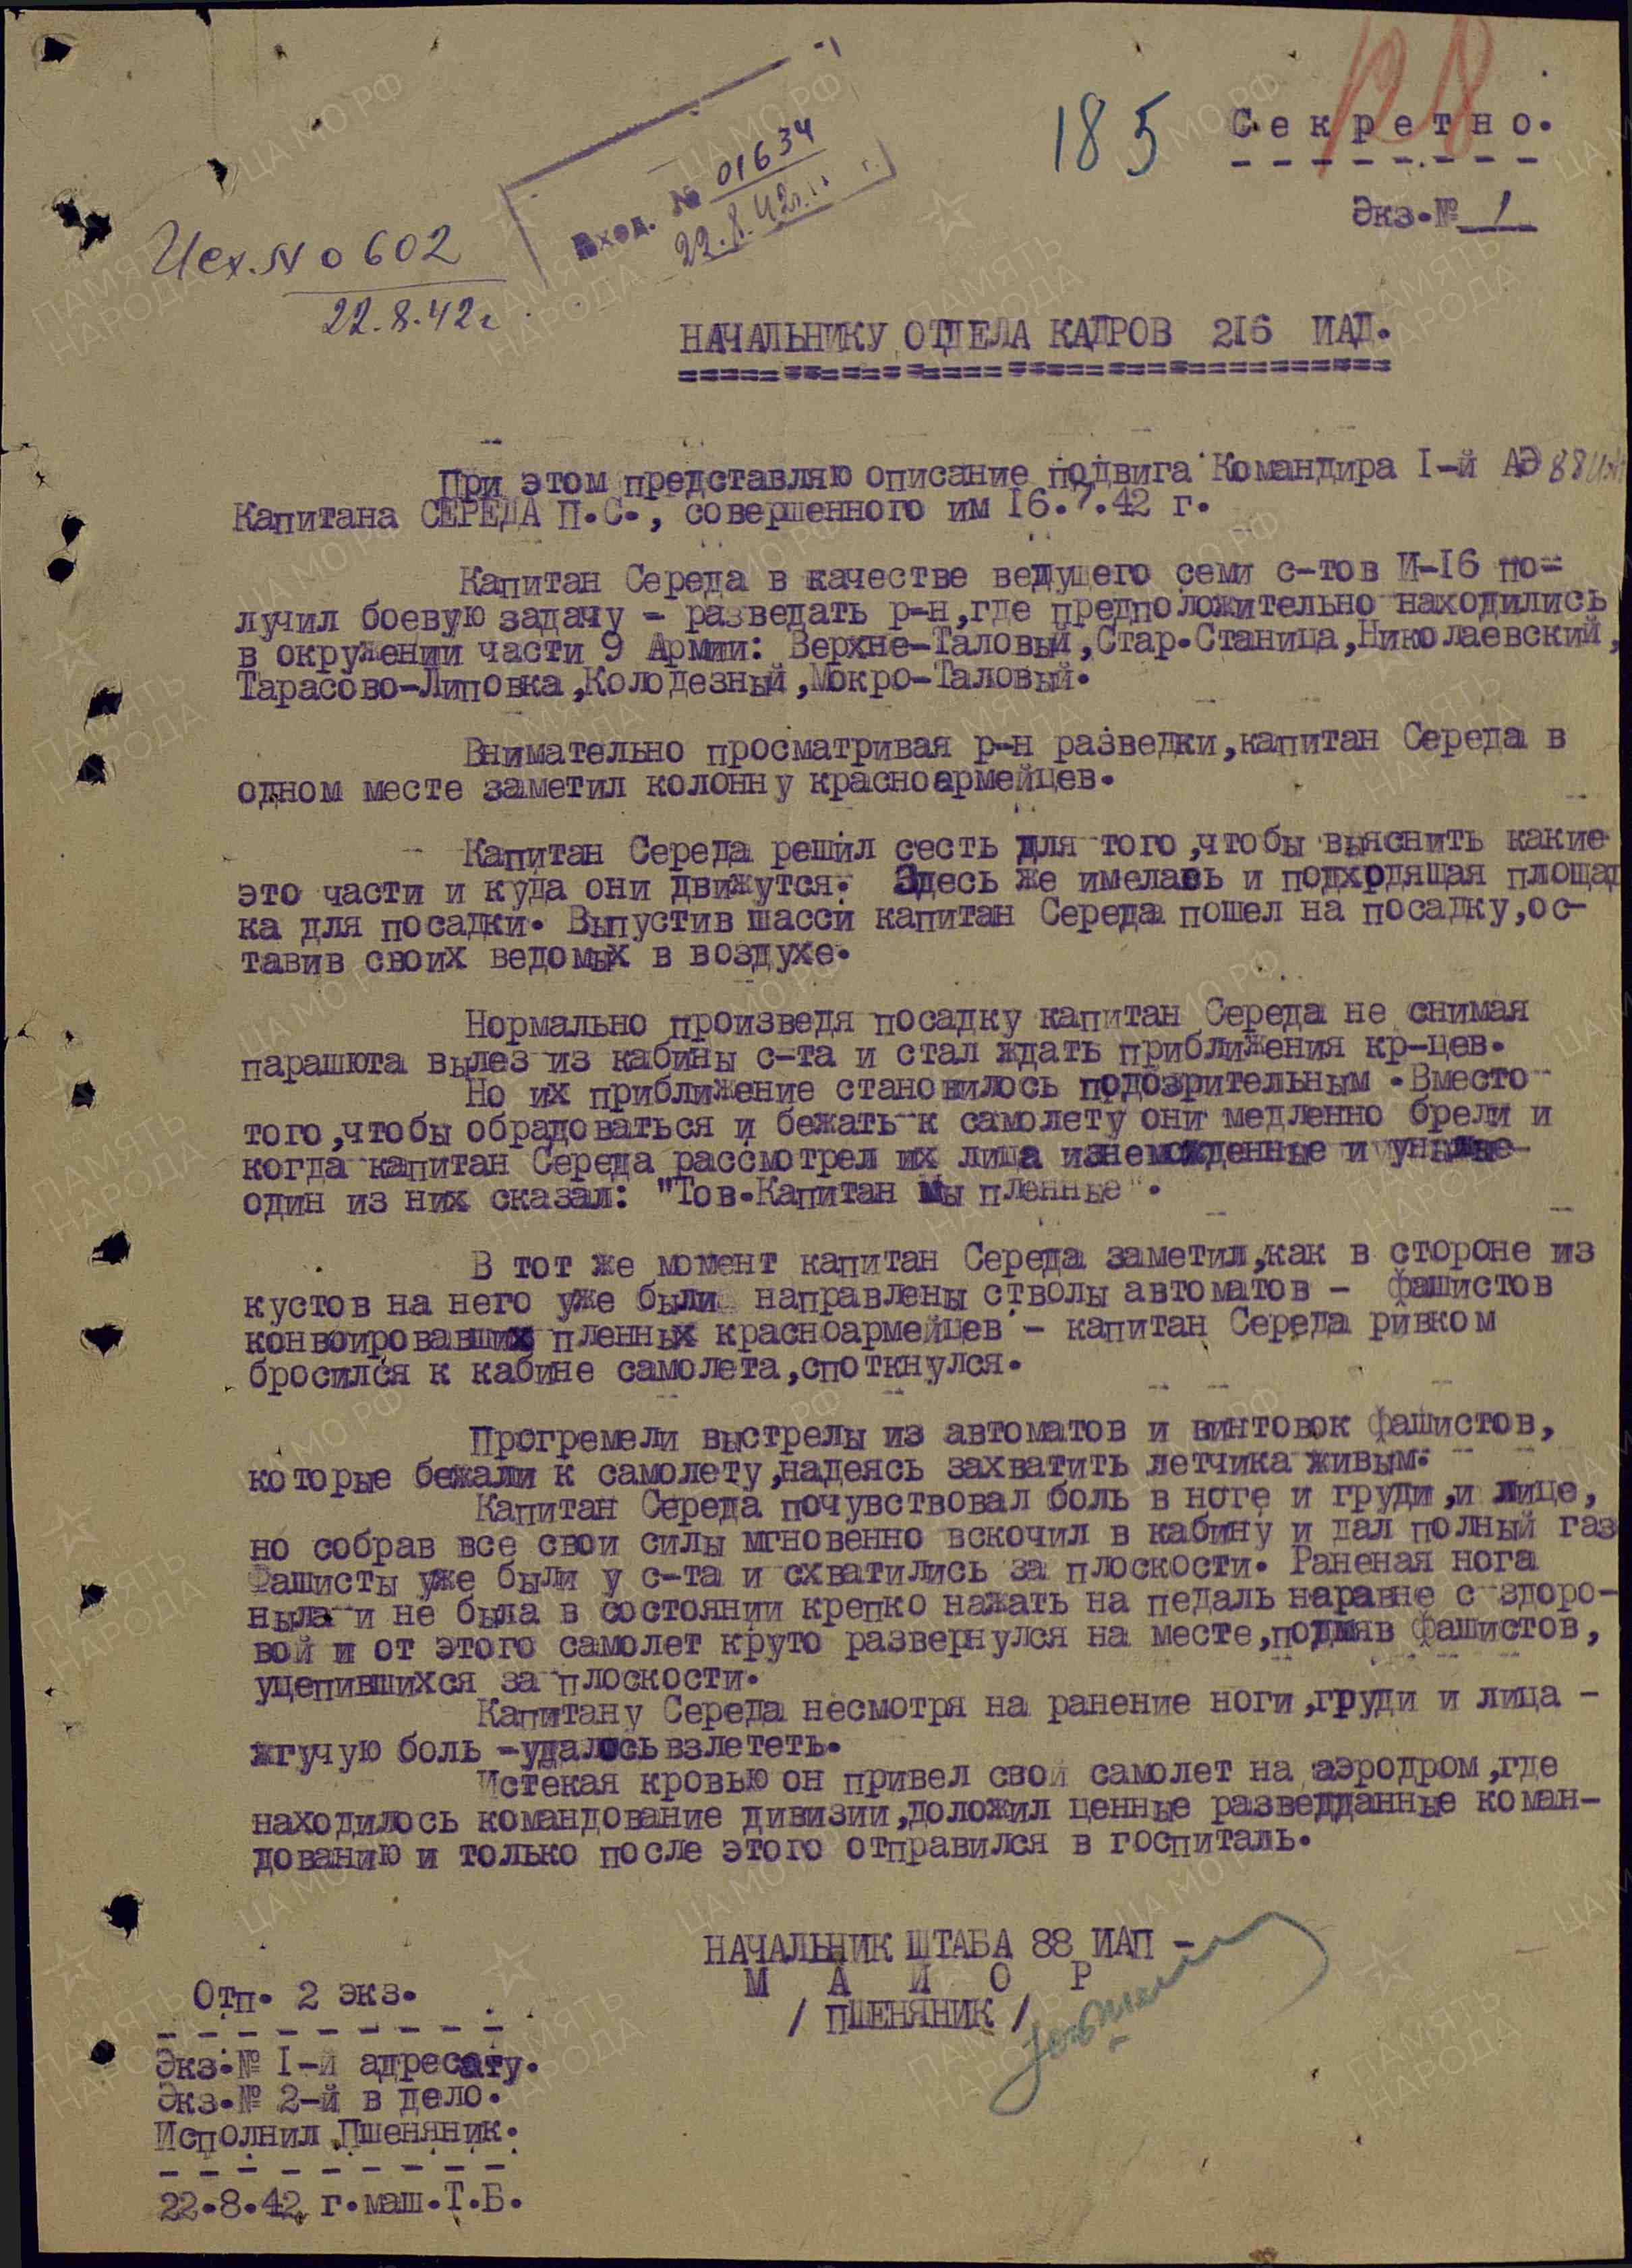 128
185
Секретно.
Экз.№ 1
Вход. № 01634
22.8.42г.
Исх. № 0602
22.8.42г
НАЧАЛЬНИКУ ОТДЕЛА КАДРОВ 216 ИАД.
При этом представляю описание подвига Командира I-й АЭ 88 ИАП
Капитана СЕРЕДА П.С., совершенного им 16.7.42 г.
Капитан Середа в качестве ведущего семи с-тов И-16 по=
лучил боевую задачу - разведать р-н,где предположительно находились
в окружении части 9 Армии: Верхне-Таловый,Стар.Станица,Николаевский,
Тарасово-Липовка,Колодезный,Мокро-Таловый.
Внимательно просматривая р-н разведки,капитан Середа в
одном месте заметил колонну красноармейцев.
Капитан Середа решил сесть для того,чтобы выяснить какие
это части и куда они движутся. Здесь же имелась и подходящая площад
ка для посадки. Выпустив шасси капитан Середа пошел на посадку,ос-
тавив своих ведомых в воздухе.
Нормально произведя посадку капитан Середа не снимая
парашюта вылез из кабины с-та и стал ждать приближения кр-цев.
Но их приближение становилось подозрительным.Вместо
того,чтобы обрадоваться и бежать к самолету они медленно брели и
когда капитан Середа рассмотрел их лица изнеможденные и унылые-
один из них сказал: "Тов.Капитан мы пленные".
В тот же момент капитан Середа заметил,как в стороне из
кустов на него уже были направлены стволы автоматов - фашистов
конвоировавших пленных красноармейцев - капитан Середа ривком
бросился к кабине самолета,споткнулся.
Прогремели выстрелы из автоматов и винтовок фашистов,
которые бежали к самолету,надеясь захватить летчика живым.
Капитан Середа почувствовал боль в ноге и груди,и лице,
но собрав все свои силы мгновенно вскочил в кабину и дал полный газ
Фашисты уже были у с-та и схватились за плоскости. Раненая нога
ныла и не была в состоянии крепко нажать на педаль наравне с здоро-
вой и от этого самолет круто развернулся на месте,подмяв фашистов,
уцепившихся за плоскости.
Капитану Середа несмотря на ранение ноги,груди и лица -
жгучую боль -удалось взлететь.
Истекая кровью он привел свой самолет на аэродром,где
находилось командование дивизии,доложил ценные разведданные коман-
дованию и только после этого отправился в госпиталь.
НАЧАЛЬНИК ШТАБА 88 ИАП -
М А Й О Р
/ ПШЕНЯНИК /
Отп. 2 экз.
Экз.№ I-й адресату.
Экз.№ 2-й в дело.
Исполнил Пшеняник.
22.8.42 г.маш.Т.Б.
ПАМЯТЬ НАРОДА
ЦА МО РФ